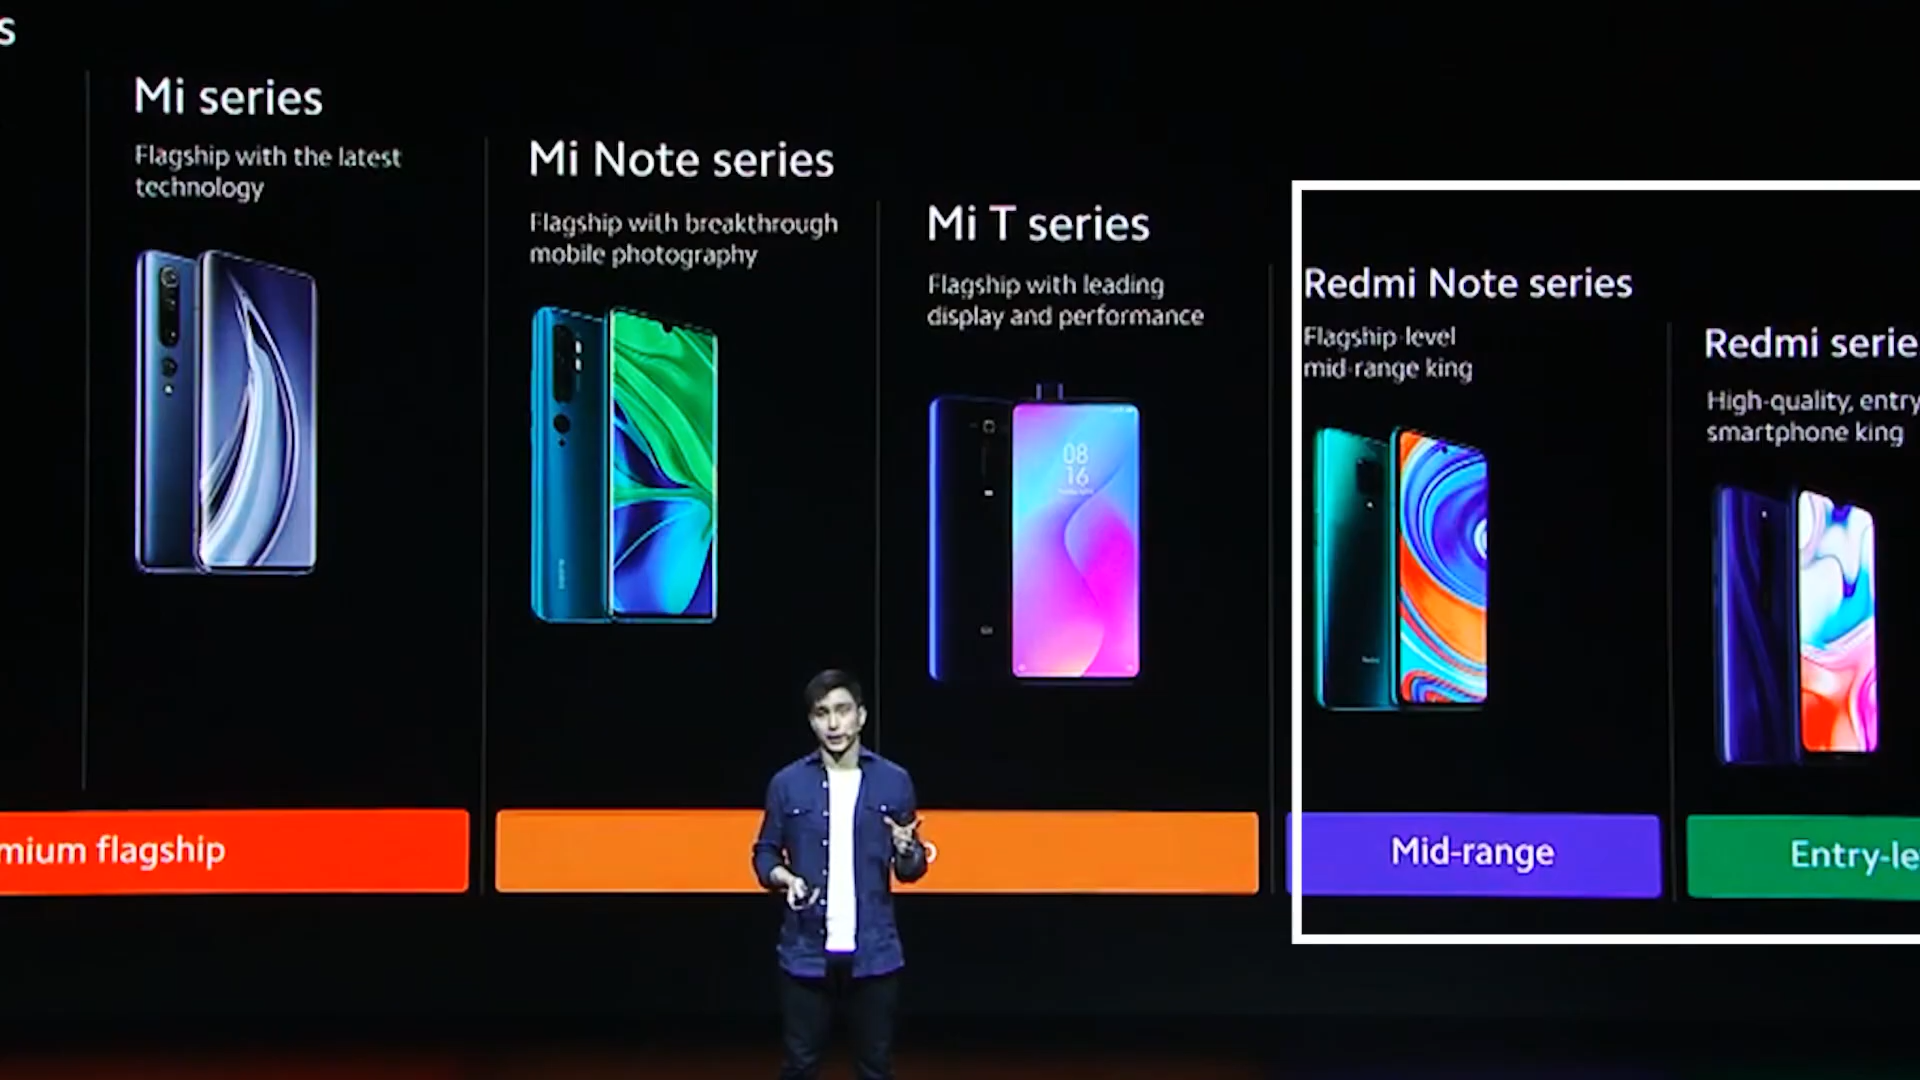 Mi series
Flagship with the latest
technology
Mi Note series
Flagship with breakthrough
mobile photography
Mi T series
Flagship with leading
display and performance
08
16
Redmi Note series
Flagship-level
mid-range king
Redmi serie
High-quality, entry
smartphone king
mium flagship
Mid-range
Entry-le